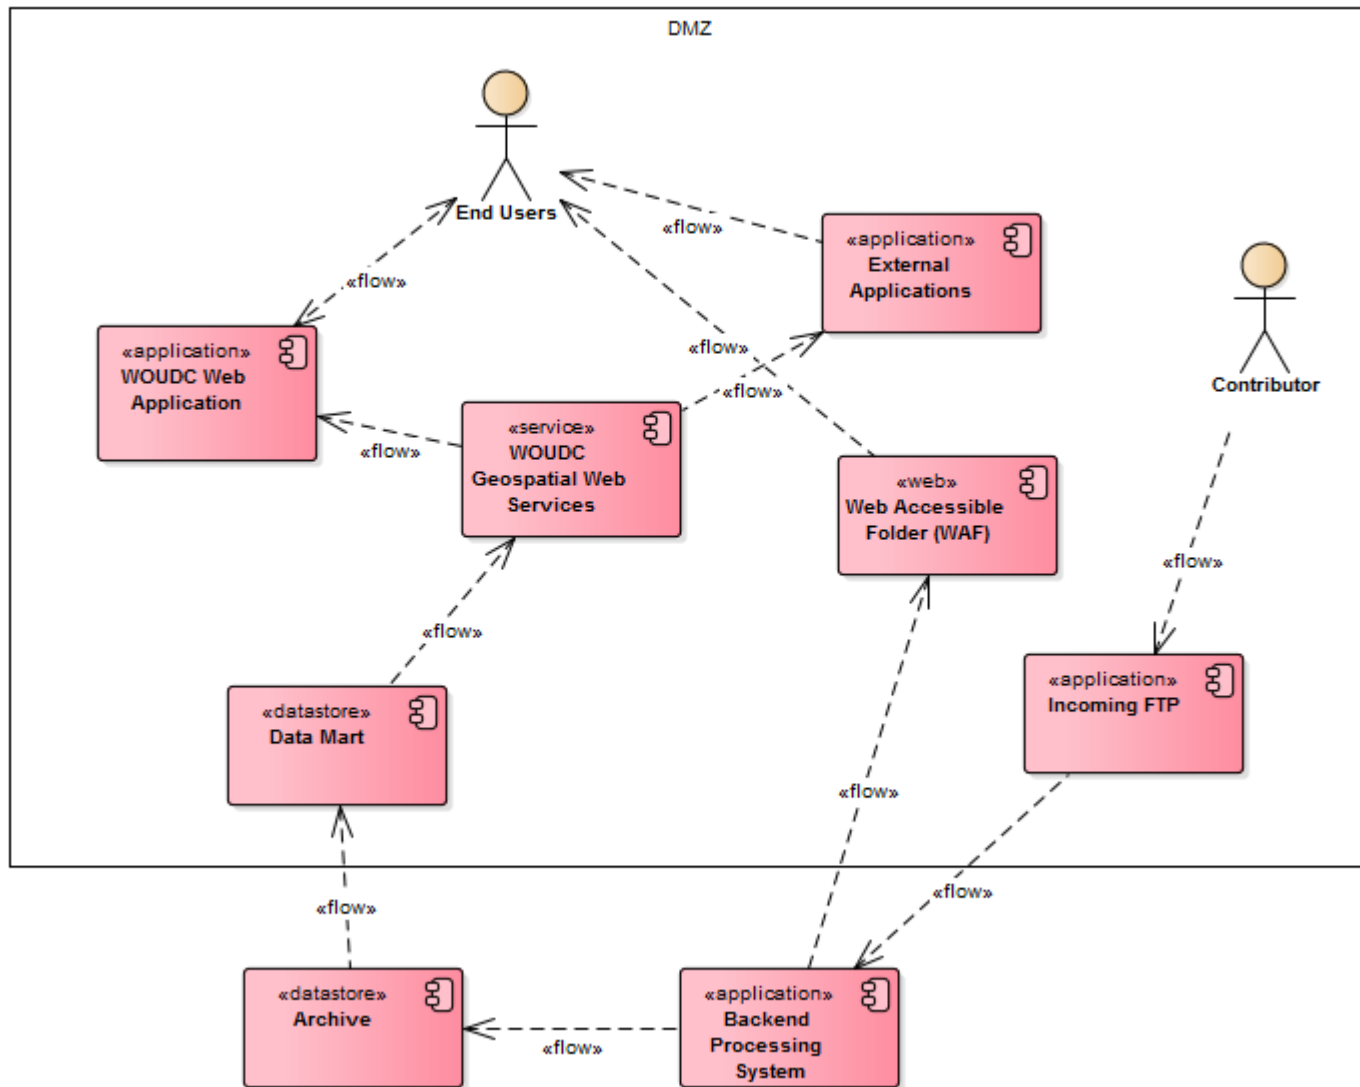 DMZ
End Users
«flow»
«application»
External
Applications
«flow»
«application»
WOUDC Web
Application
«flow»
«flow»
Contributor
«flow»
«service»
WOUDC
Geospatial Web
Services
«web»
Web Accessible
Folder (WAF)
«flow»
«flow»
«application»
Incoming FTP
«datastore»
Data Mart
«flow»
«flow»
«flow»
«datastore»
Archive
«application»
Backend
Processing
System
«flow»